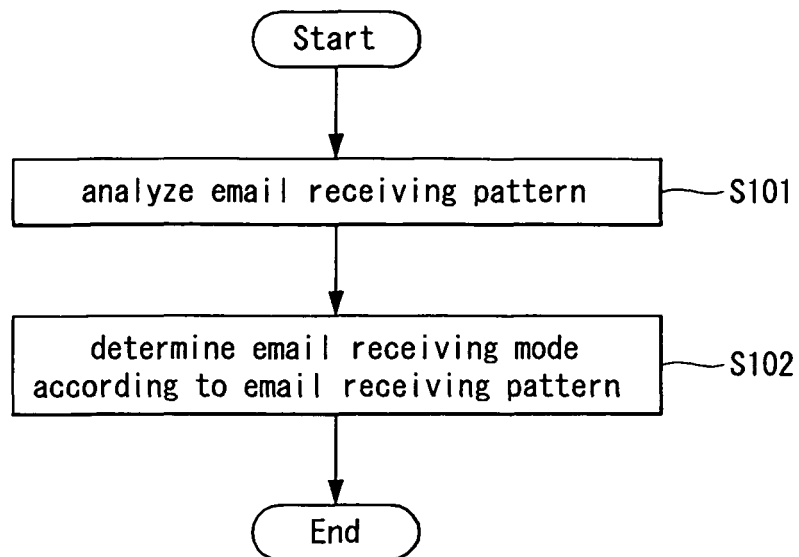 Start
analyze email receiving pattern
S101
determine email receiving mode
according to email receiving pattern
S102
End